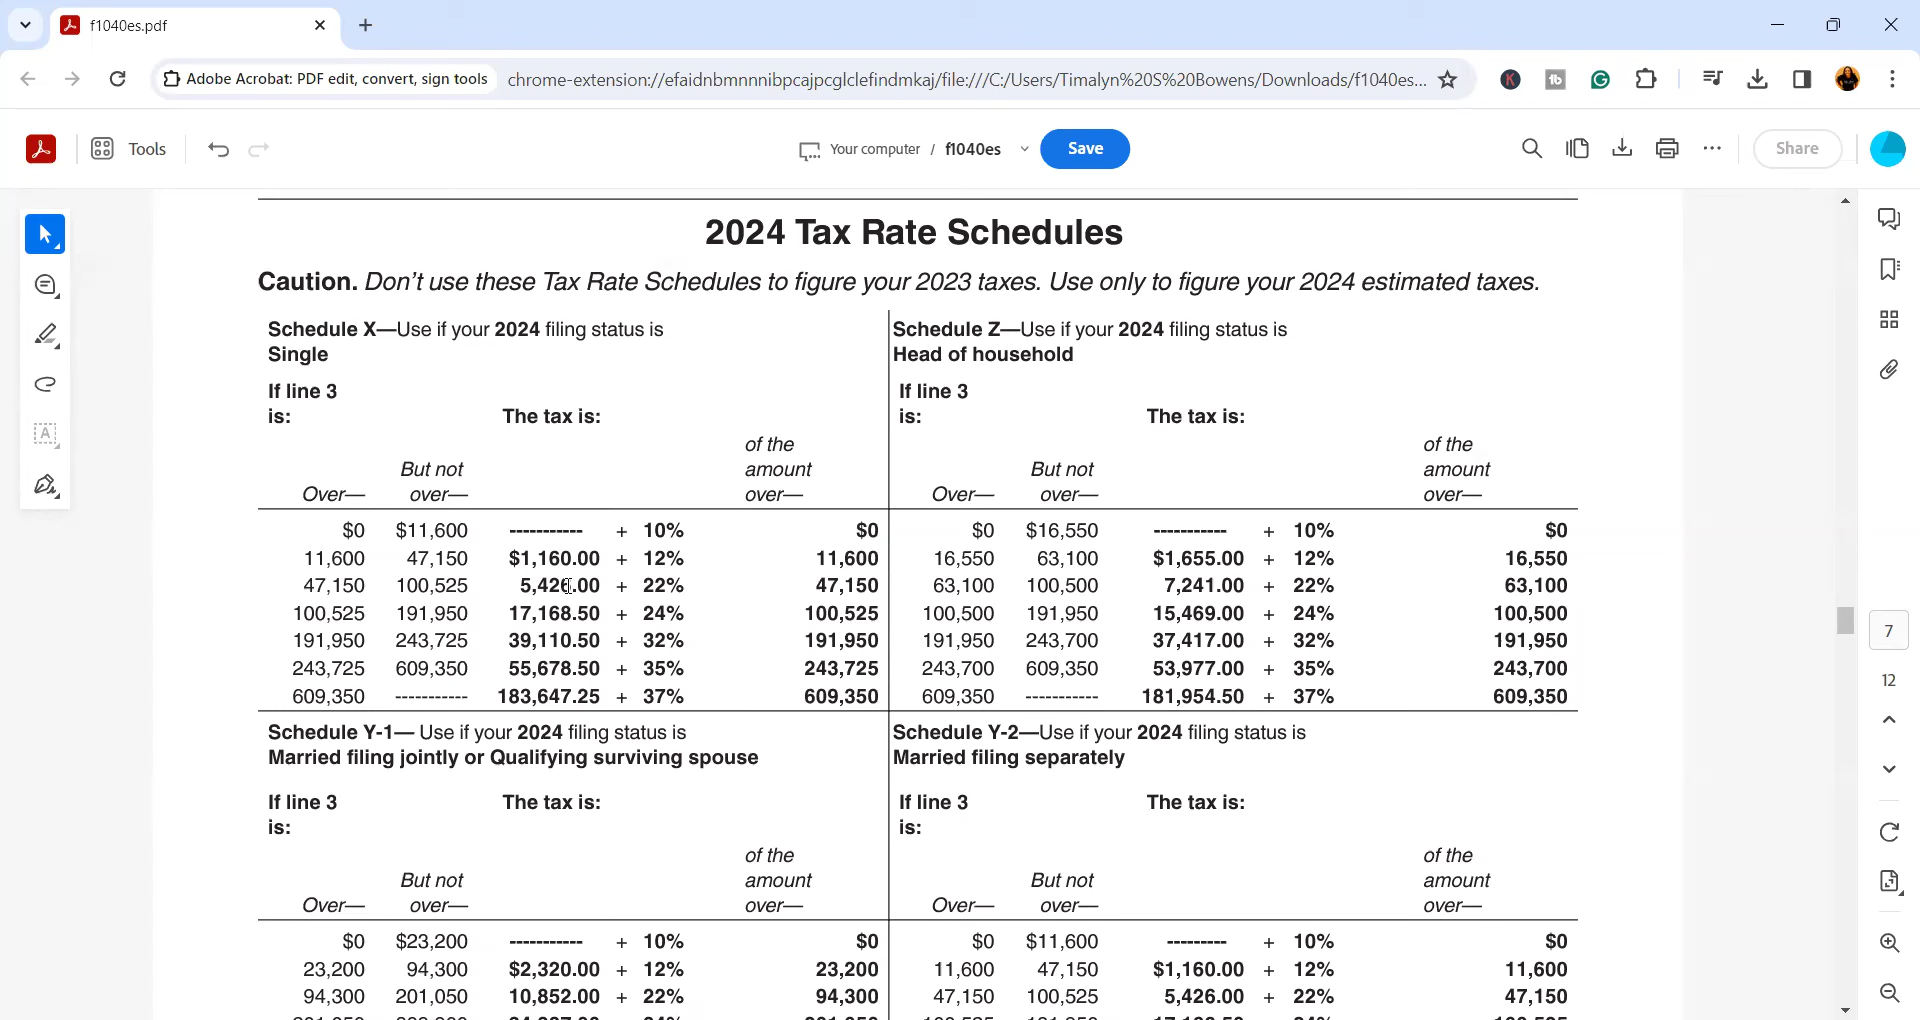 f1040es.pdf
Adobe Acrobat: PDF edit, convert, sign tools chrome-extension://efaidnbmnnnibpcajpcglclefindmkaj/file:///C:/Users/Timalyn%20S%20Bowens/Downloads/f1040es...
Tools Your computer / f1040es Save Share
2024 Tax Rate Schedules
Caution. Don't use these Tax Rate Schedules to figure your 2023 taxes. Use only to figure your 2024 estimated taxes.
Schedule X—Use if your 2024 filing status is
Single
If line 3
is:
The tax is:
of the
amount
over—
But not
over—
Over—
$0 $11,600 ----------- + 10% $0
11,600 47,150 $1,160.00 + 12% 11,600
47,150 100,525 5,426.00 + 22% 47,150
100,525 191,950 17,168.50 + 24% 100,525
191,950 243,725 39,110.50 + 32% 191,950
243,725 609,350 55,678.50 + 35% 243,725
609,350 ----------- 183,647.25 + 37% 609,350
Schedule Z—Use if your 2024 filing status is
Head of household
If line 3
is:
The tax is:
of the
amount
over—
But not
over—
Over—
$0 $16,550 ----------- + 10% $0
16,550 63,100 $1,655.00 + 12% 16,550
63,100 100,500 7,241.00 + 22% 63,100
100,500 191,950 15,469.00 + 24% 100,500
191,950 243,700 37,417.00 + 32% 191,950
243,700 609,350 53,977.00 + 35% 243,700
609,350 ----------- 181,954.50 + 37% 609,350
Schedule Y-1— Use if your 2024 filing status is
Married filing jointly or Qualifying surviving spouse
If line 3
is:
The tax is:
of the
amount
over—
But not
over—
Over—
$0 $23,200 ----------- + 10% $0
23,200 94,300 $2,320.00 + 12% 23,200
94,300 201,050 10,852.00 + 22% 94,300
Schedule Y-2—Use if your 2024 filing status is
Married filing separately
If line 3
is:
The tax is:
of the
amount
over—
But not
over—
Over—
$0 $11,600 --------- + 10% $0
11,600 47,150 $1,160.00 + 12% 11,600
47,150 100,525 5,426.00 + 22% 47,150
7
12